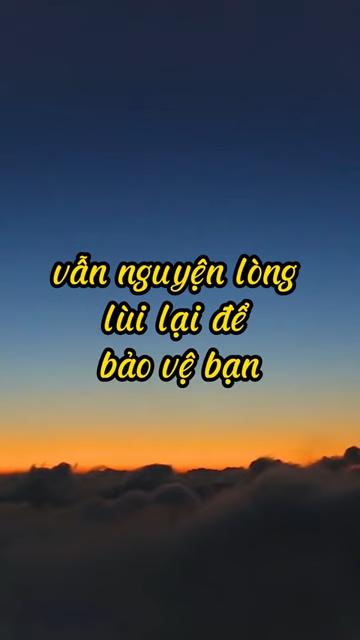 vẫn nguyện lòng
lùi lại để
bảo vệ bạn